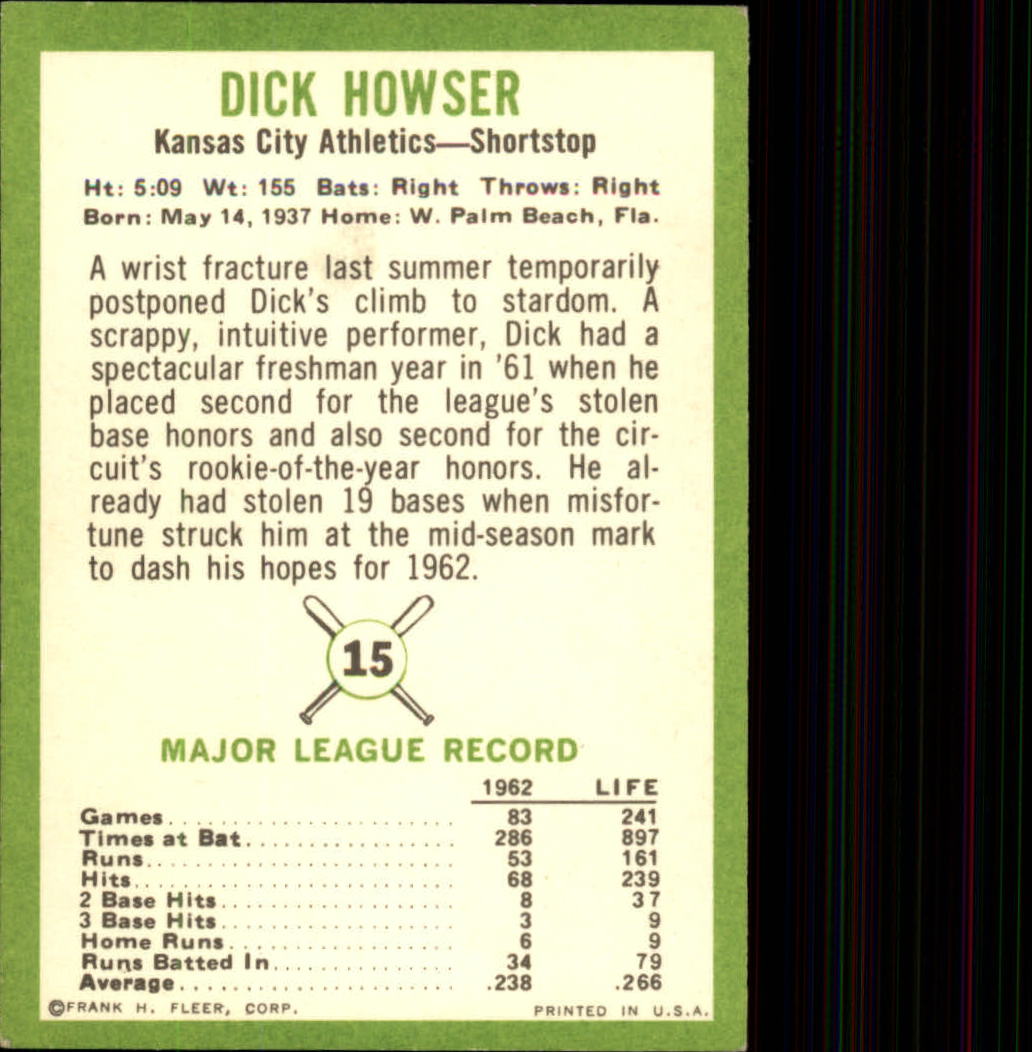 DICK HOWSER
Kansas City Athletics—Shortstop
Ht: 5:09 Wt: 155 Bats: Right Throws: Right
Born: May 14, 1937 Home: W. Palm Beach, Fla.
A wrist fracture last summer temporarily
postponed Dick's climb to stardom. A
scrappy, intuitive performer, Dick had a
spectacular freshman year in '61 when he
placed second for the league's stolen
base honors and also second for the cir-
cuit's rookie-of-the-year honors. He al-
ready had stolen 19 bases when misfor-
tune struck him at the mid-season mark
to dash his hopes for 1962.
15
MAJOR LEAGUE RECORD
1962 LIFE
Games 83 241
Times at Bat 286 897
Runs 53 161
Hits 68 239
2 Base Hits 8 37
3 Base Hits 3 9
Home Runs 6 9
Runs Batted In 34 79
Average .238 .266
©FRANK H. FLEER, CORP. PRINTED IN U.S.A.